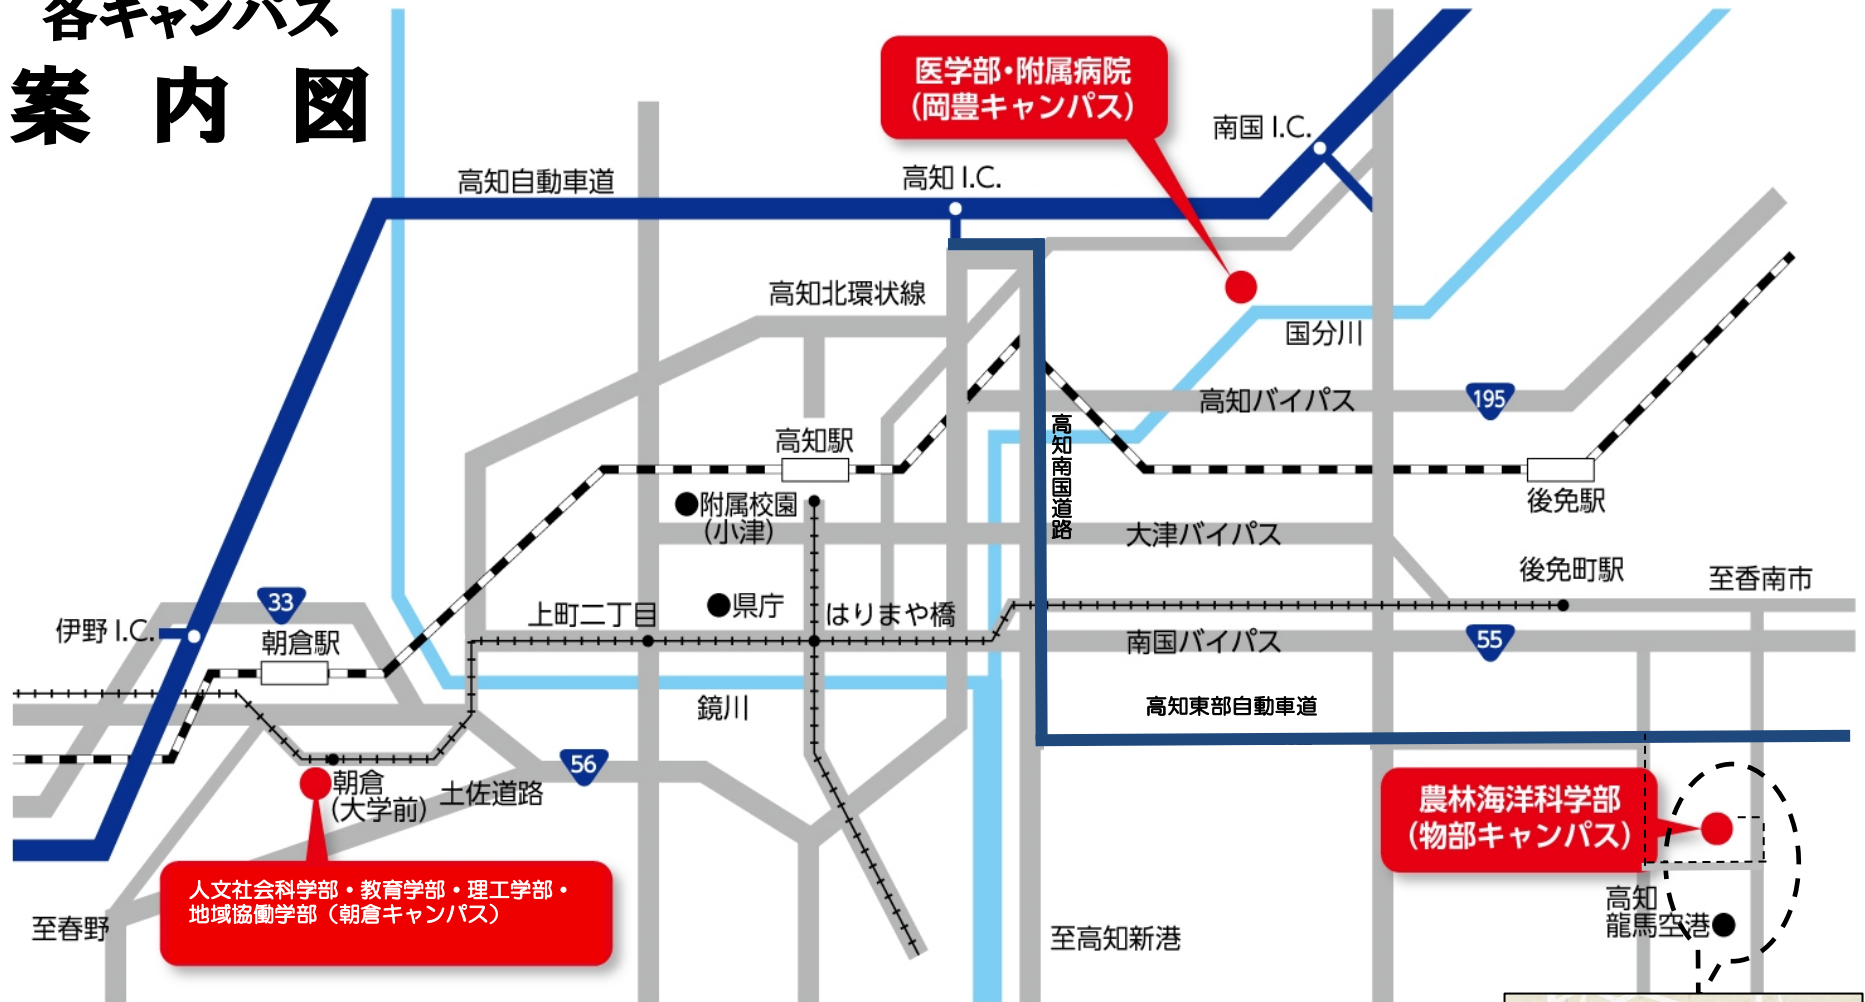 各キャンパス
案内図
医学部・附属病院
(岡豊キャンパス)
南国 I.C.
高知自動車道
高知 I.C.
高知北環状線
国分川
高知バイパス
195
高知駅
高知南国道路
附属校園
(小津)
後免駅
大津バイパス
後免町駅
至香南市
33
県庁
上町二丁目
はりまや橋
伊野 I.C.
朝倉駅
南国バイパス
55
鏡川
高知東部自動車道
56
朝倉
(大学前)
土佐道路
農林海洋科学部
(物部キャンパス)
人文社会科学部・教育学部・理工学部・
地域協働学部(朝倉キャンパス)
高知
龍馬空港
至春野
至高知新港